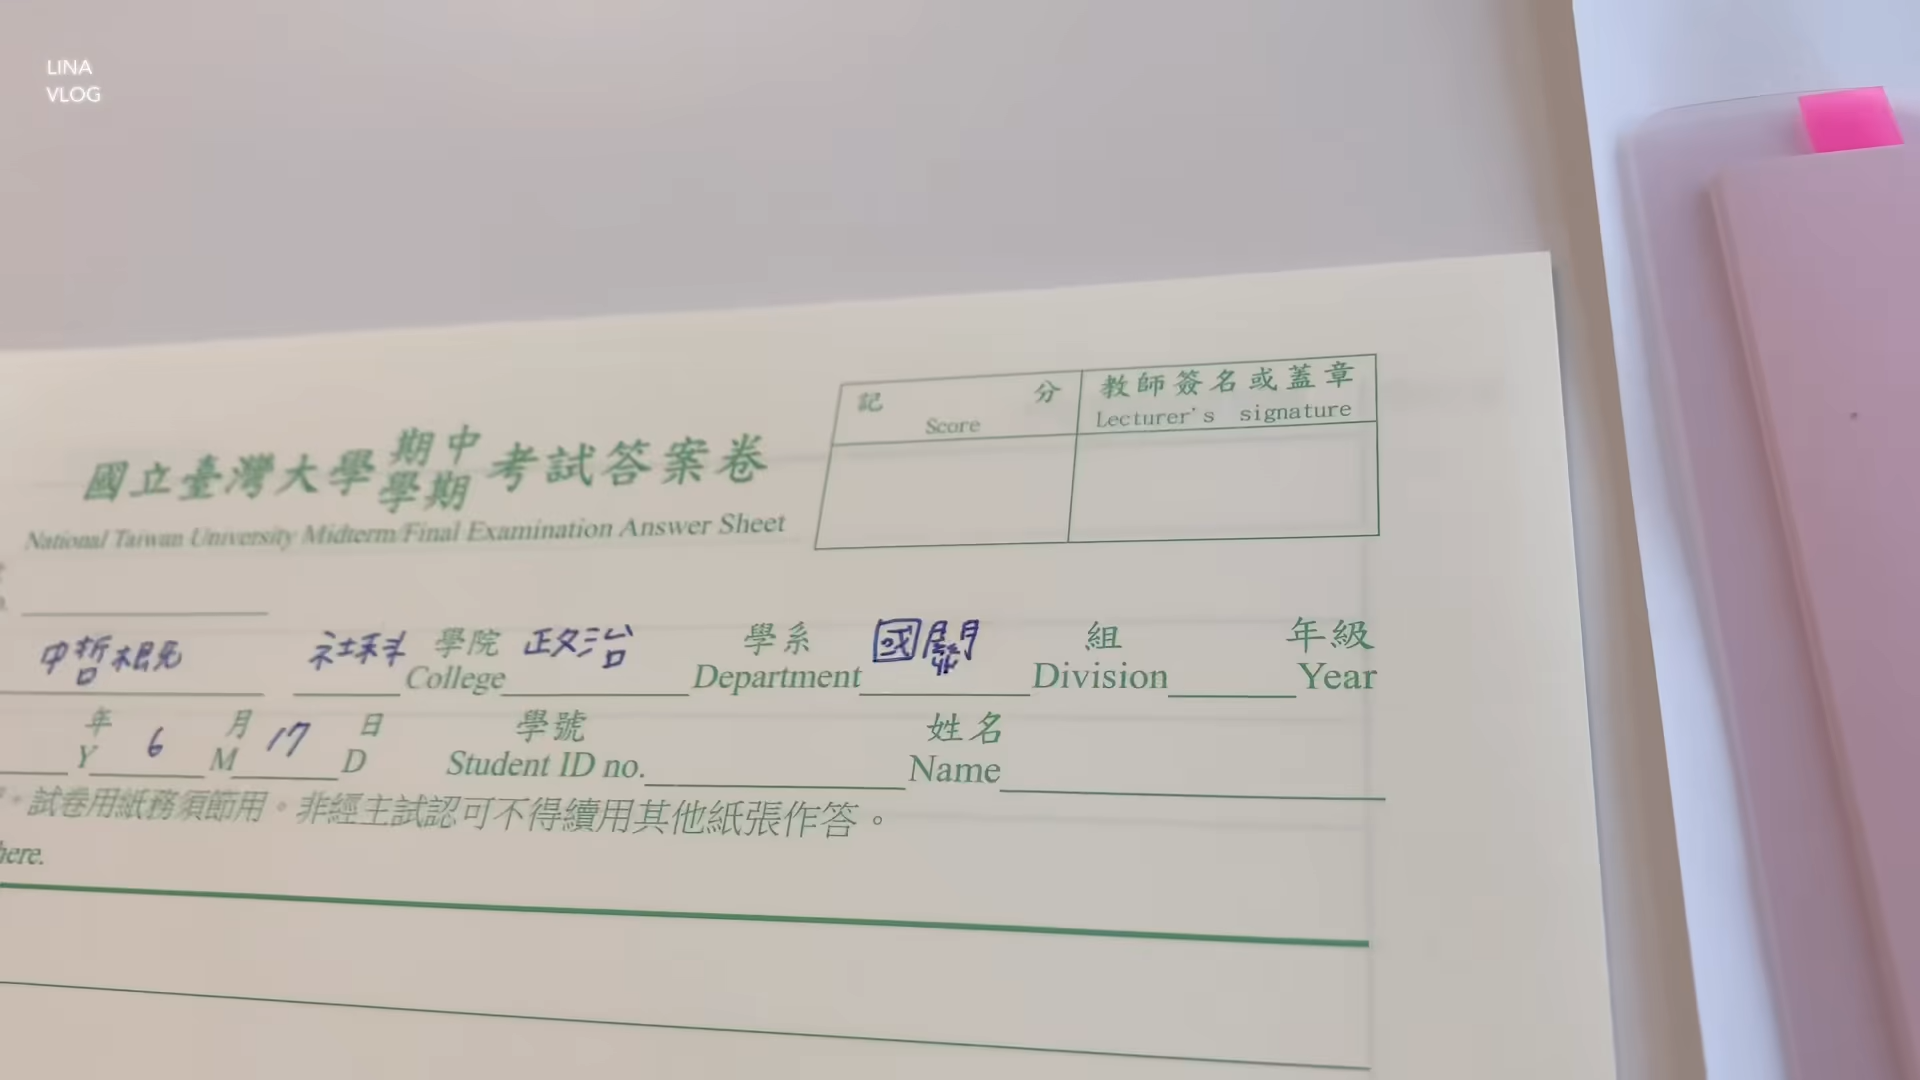 LINA
VLOG
記 分 教師簽名或蓋章
Score Lecturer's signature
國立臺灣大學 期中 學期 考試答案卷
National Taiwan University Midterm/Final Examination Answer Sheet
中哲概 社科 學院 政治 學系 國關 組 年級
College Department Division Year
年 6 月 17 日 學號 姓名
Y M D Student ID no. Name
試卷用紙務須節用。非經主試認可不得續用其他紙張作答。
here.